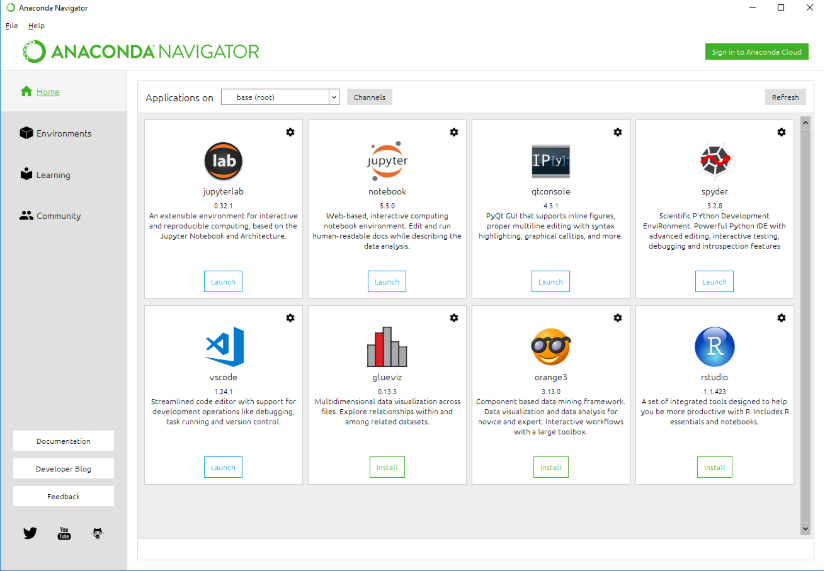 Anaconda Navigator
File Help
ANACONDA NAVIGATOR
Sign in to Anaconda Cloud
Home
Environments
Learning
Community
Documentation
Developer Blog
Feedback
You
Tube
Applications on base (root) Channels Refresh
lab
jupyterlab
0.32.1
An extensible environment for interactive
and reproducible computing, based on the
Jupyter Notebook and Architecture.
Launch
jupyter
notebook
5.5.0
Web-based, interactive computing
notebook environment. Edit and run
human-readable docs while describing the
data analysis.
Launch
IP[y]:
qtconsole
4.3.1
PyQt GUI that supports inline figures,
proper multiline editing with syntax
highlighting, graphical calltips, and more.
Launch
spyder
3.2.8
Scientific PYthon Development
EnviRonment. Powerful Python IDE with
advanced editing, interactive testing,
debugging and introspection features
Launch
vscode
1.24.1
Streamlined code editor with support for
development operations like debugging,
task running and version control.
Launch
glueviz
0.13.3
Multidimensional data visualization across
files. Explore relationships within and
among related datasets.
Install
orange3
3.13.0
Component based data mining framework.
Data visualization and data analysis for
novice and expert. Interactive workflows
with a large toolbox.
Install
R
rstudio
1.1.423
A set of integrated tools designed to help
you be more productive with R. Includes R
essentials and notebooks.
Install